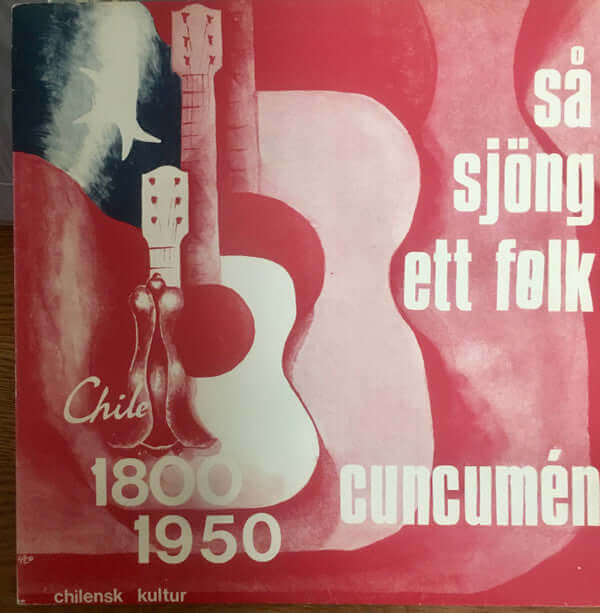 så
sjöng
ett følk
Chile
1800
1950
cuncumén
chilensk kultur